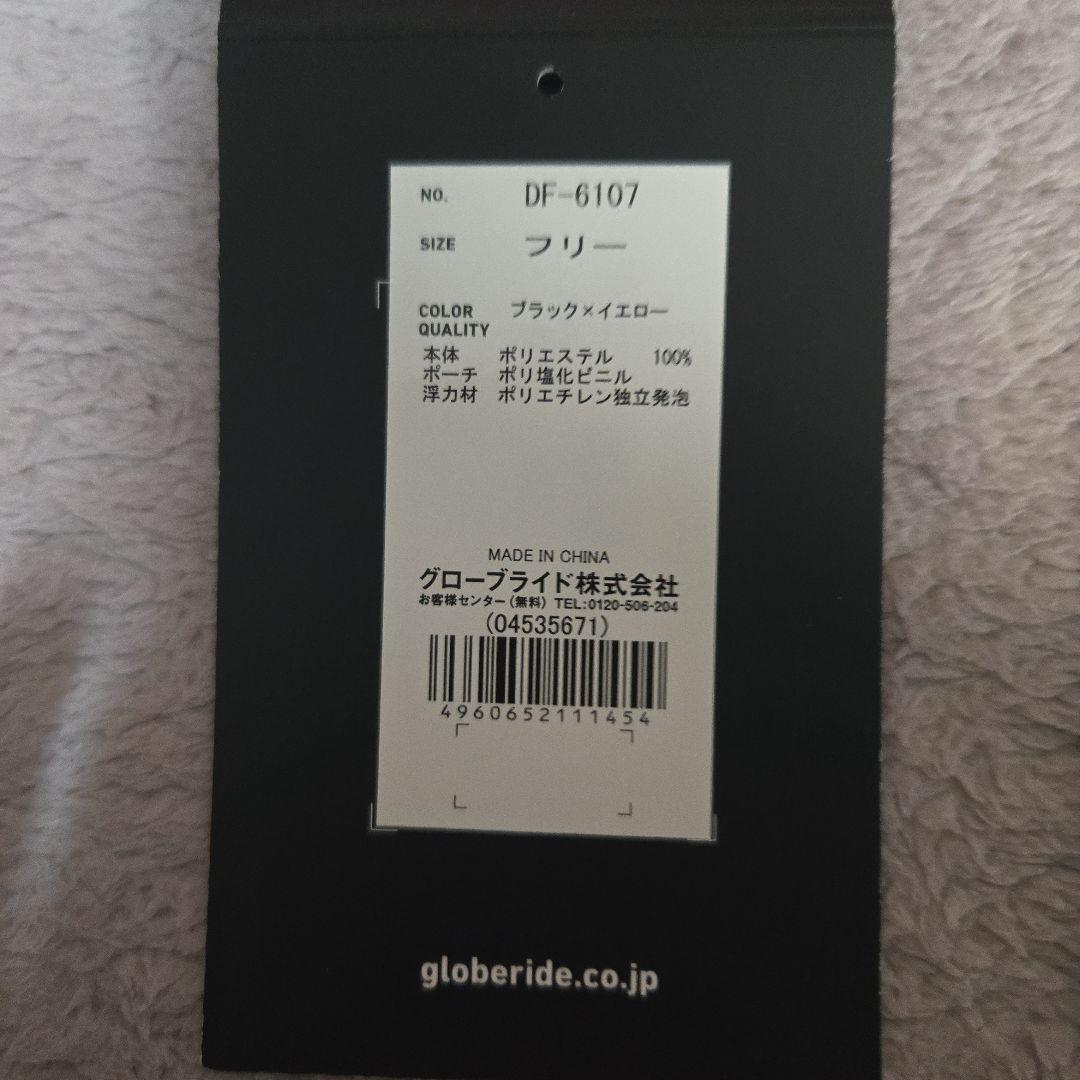 NO. DF-6107
SIZE フリー
COLOR ブラック×イエロー
QUALITY
本体 ポリエステル 100%
ポーチ ポリ塩化ビニル
浮力材 ポリエチレン独立発泡
MADE IN CHINA
グローブライド株式会社
お客様センター(無料) TEL:0120-506-204
(04535671)
4960652111454
globeride.co.jp